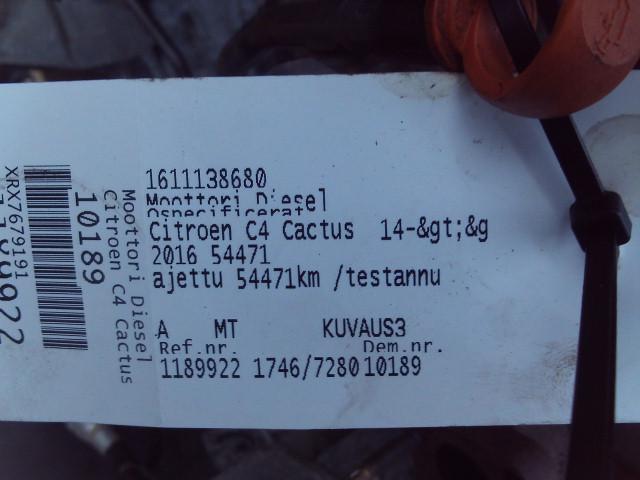 1611138680
Moottori Diesel
Ospecificerat
Citroen C4 Cactus 14-&gt;&g
2016 54471
ajettu 54471km /testannu
A MT KUVAUS3
Ref.nr. Dem.nr.
1189922 1746/7280 10189
Moottori Diesel
Citroen C4 Cactus
10189
XRX7679191